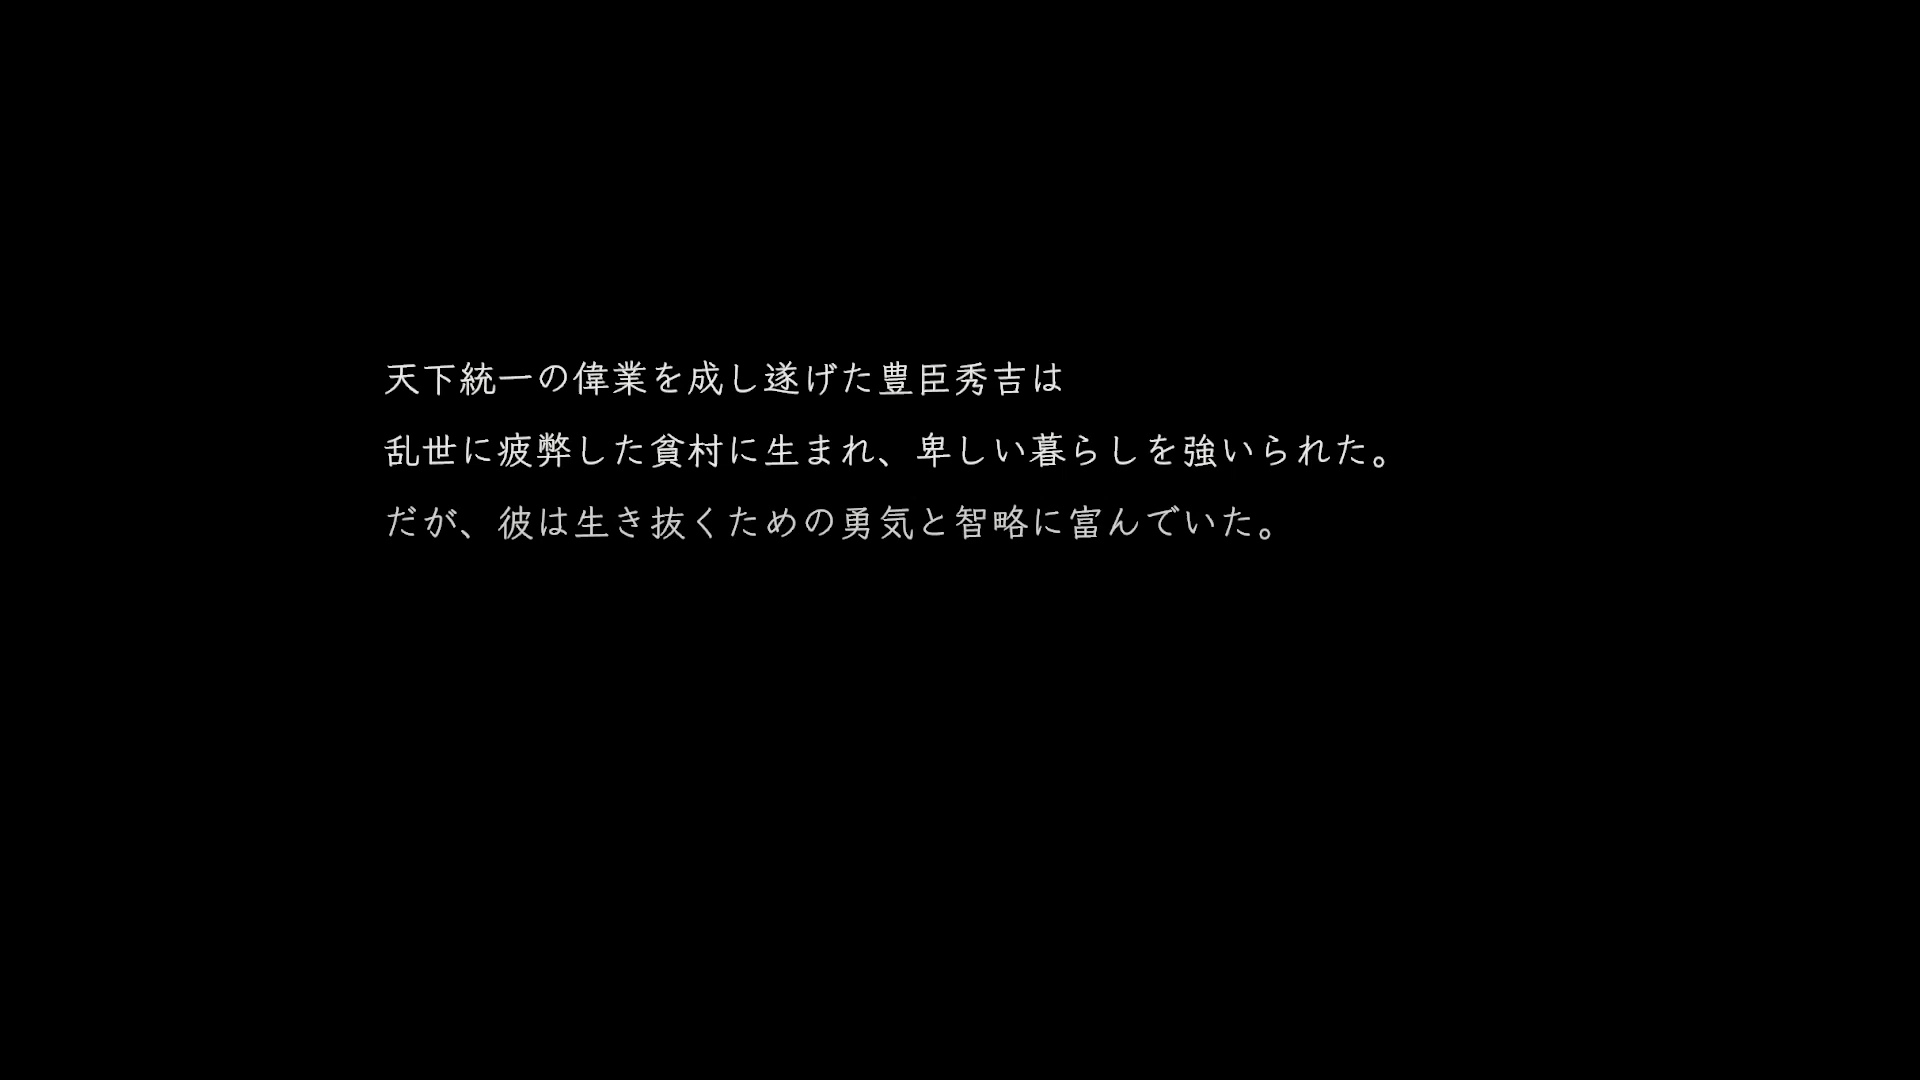 天下統一の偉業を成し遂げた豊臣秀吉は
乱世に疲弊した貧村に生まれ、卑しい暮らしを強いられた。
だが、彼は生き抜くための勇気と智略に富んでいた。